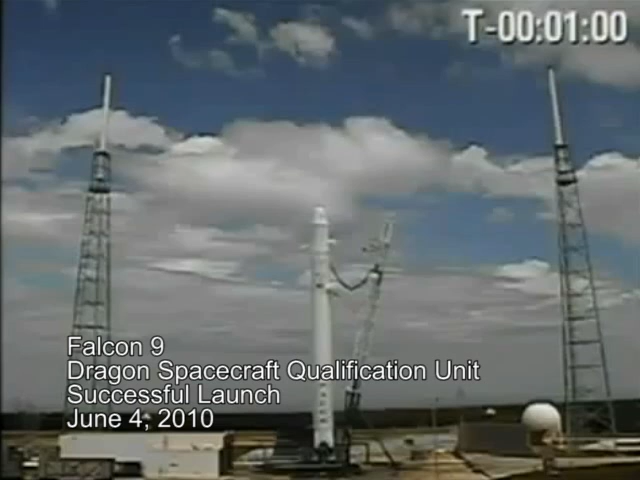 T-00:01:00
Falcon 9
Dragon Spacecraft Qualification Unit
Successful Launch
June 4, 2010